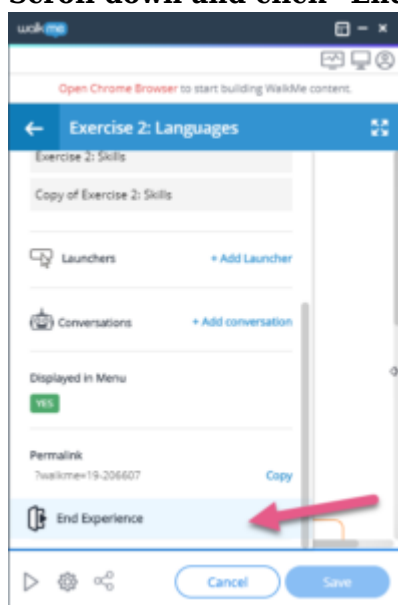 Scroll down and click "End
walkme
Open Chrome Browser to start building WalkMe content.
Exercise 2: Languages
Exercise 2: Skills
Copy of Exercise 2: Skills
Launchers + Add Launcher
Conversations + Add conversation
Displayed in Menu
YES
Permalink
?walkme=19-206607 Copy
End Experience
Cancel Save